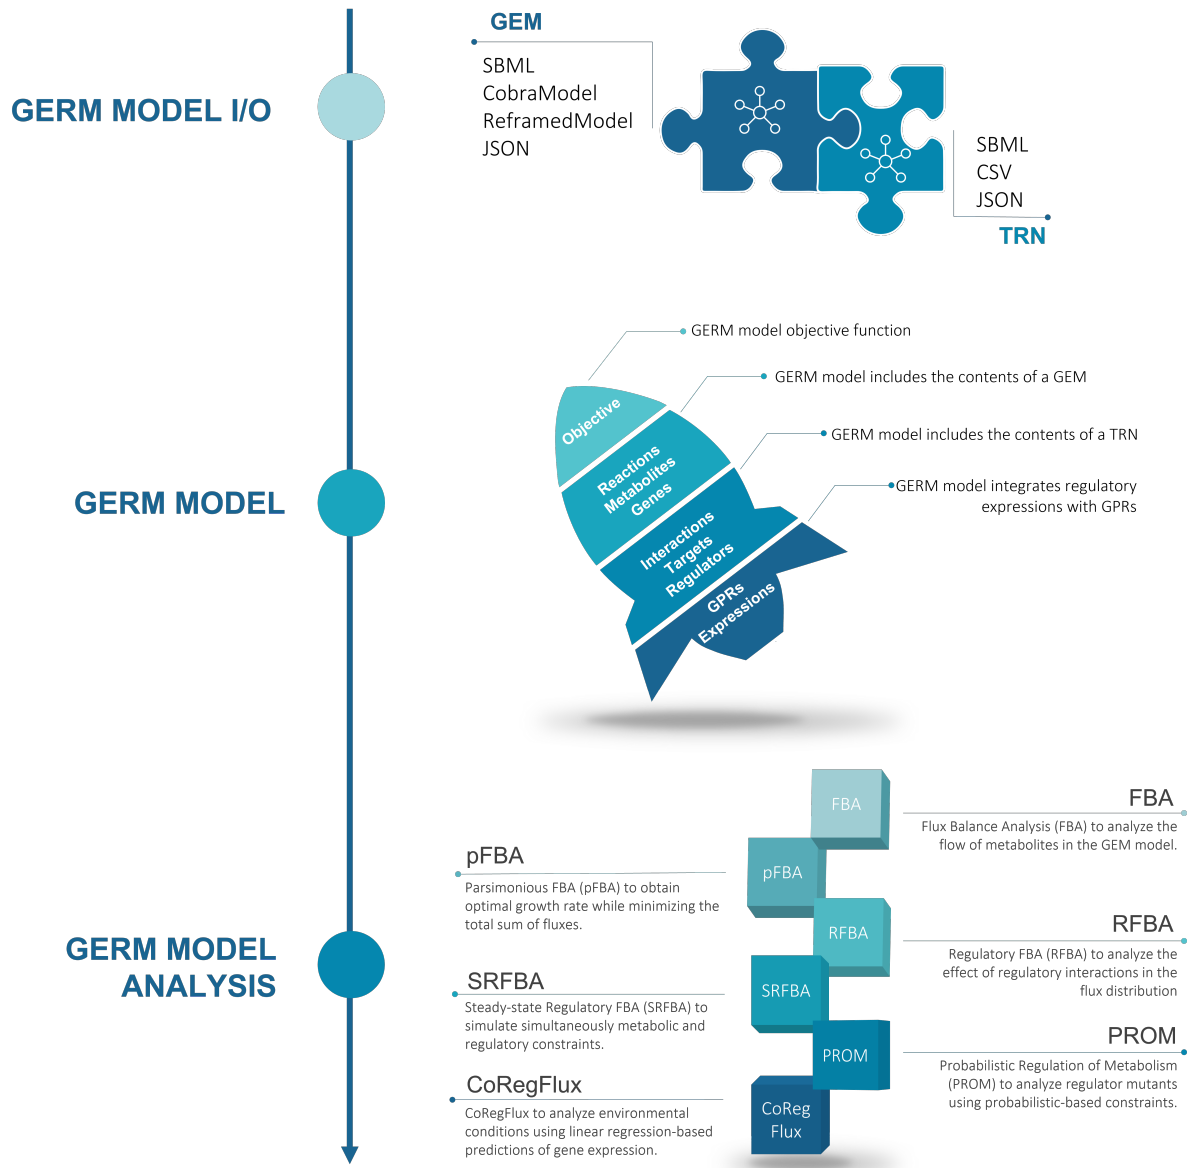 GERM MODEL I/O
GEM
SBML
CobraModel
ReframedModel
JSON
SBML
CSV
JSON
TRN
GERM MODEL
GERM model objective function
GERM model includes the contents of a GEM
GERM model includes the contents of a TRN
GERM model integrates regulatory
expressions with GPRs
Objective
Reactions
Metabolites
Genes
Interactions
Targets
Regulators
GPRs
Expressions
GERM MODEL
ANALYSIS
FBA
FBA
Flux Balance Analysis (FBA) to analyze the
flow of metabolites in the GEM model.
pFBA
Parsimonious FBA (pFBA) to obtain
optimal growth rate while minimizing the
total sum of fluxes.
pFBA
RFBA
RFBA
Regulatory FBA (RFBA) to analyze the
effect of regulatory interactions in the
flux distribution
SRFBA
Steady-state Regulatory FBA (SRFBA) to
simulate simultaneously metabolic and
regulatory constraints.
SRFBA
PROM
PROM
Probabilistic Regulation of Metabolism
(PROM) to analyze regulator mutants
using probabilistic-based constraints.
CoRegFlux
CoRegFlux to analyze environmental
conditions using linear regression-based
predictions of gene expression.
CoReg
Flux